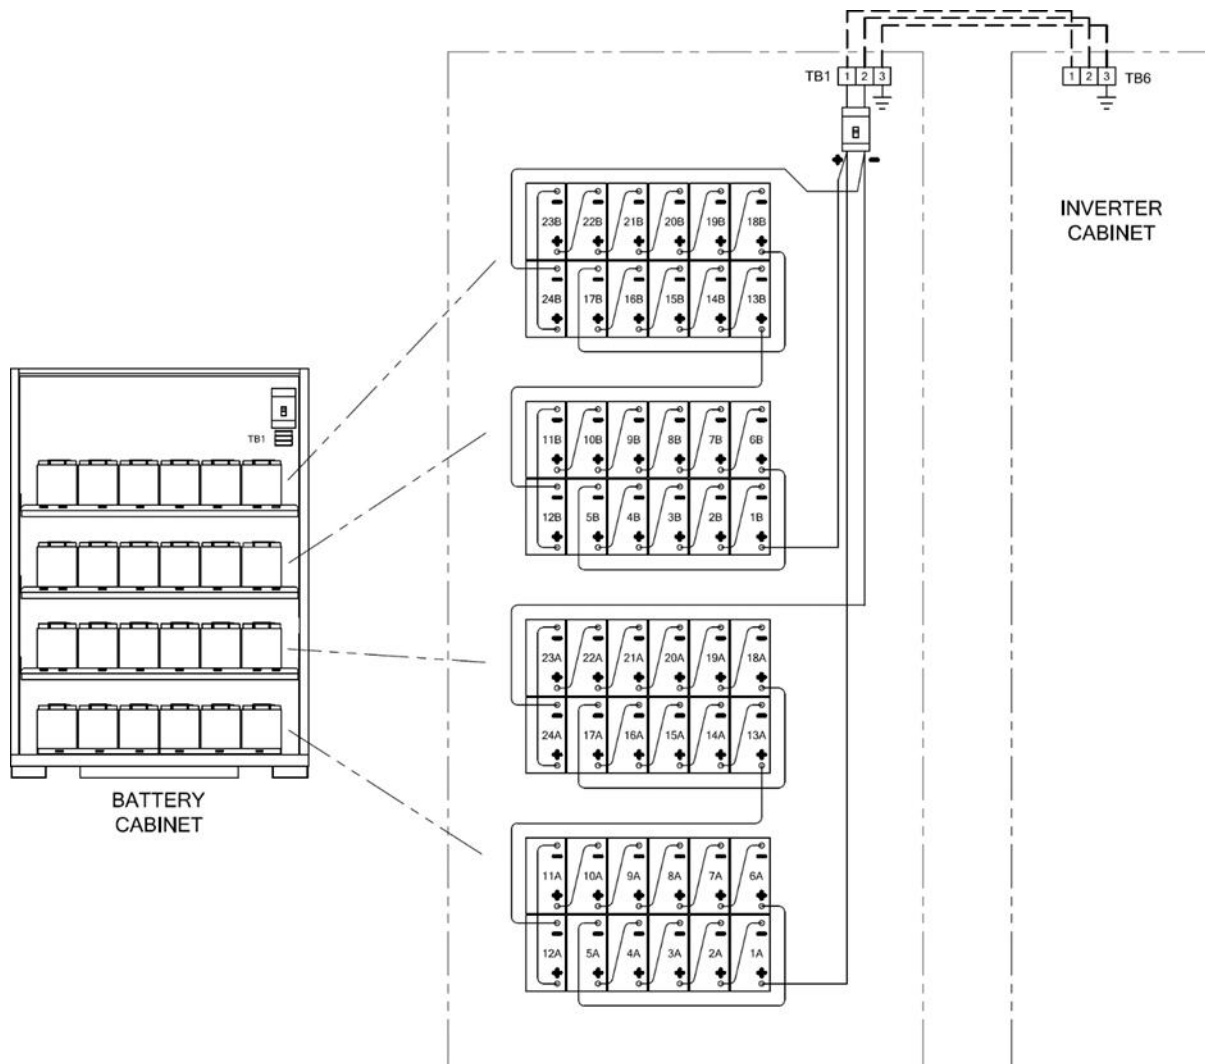 TB1 1 2 3
1 2 3 TB6
+ -
INVERTER
CABINET
23B 22B 21B 20B 19B 18B
24B 17B 16B 15B 14B 13B
TB1
11B 10B 9B 8B 7B 6B
12B 5B 4B 3B 2B 1B
23A 22A 21A 20A 19A 18A
24A 17A 16A 15A 14A 13A
BATTERY
CABINET
11A 10A 9A 8A 7A 6A
12A 5A 4A 3A 2A 1A